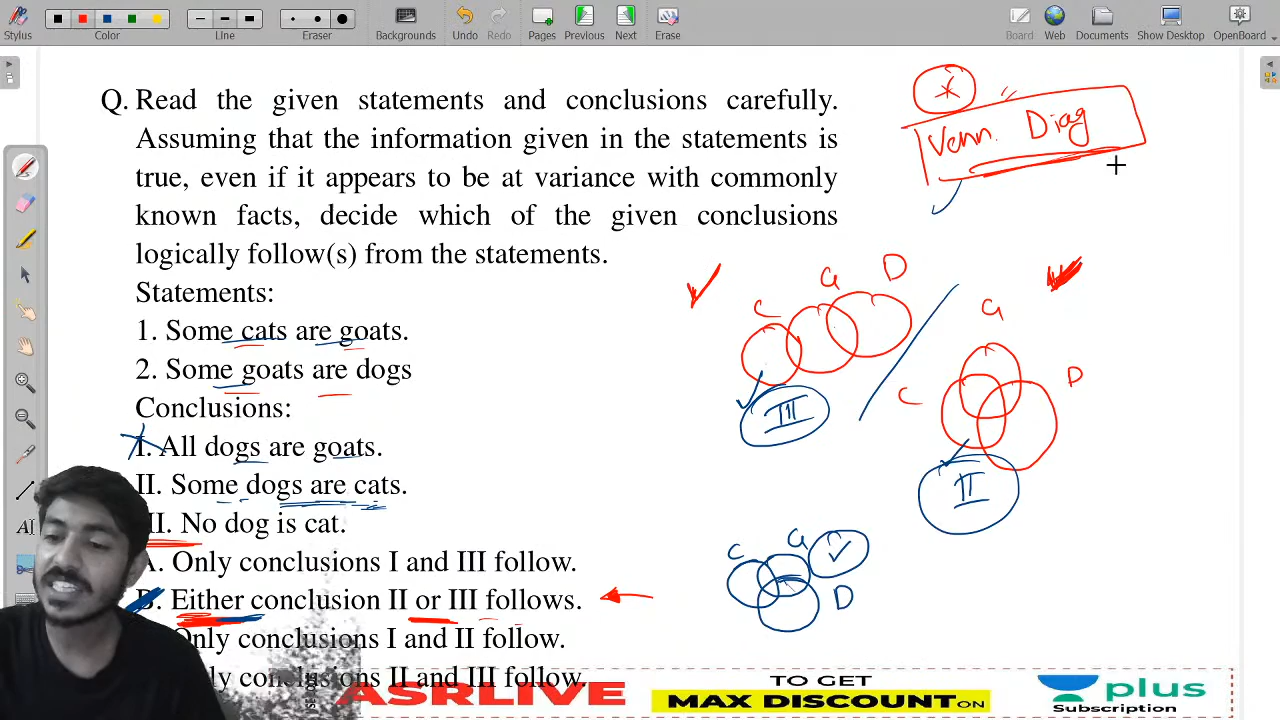 Stylus
Color
Line
Eraser
Backgrounds
Undo
Redo
Pages
Previous
Next
Erase
Board
Web
Documents
Show Desktop
OpenBoard
Q. Read the given statements and conclusions carefully.
Assuming that the information given in the statements is
true, even if it appears to be at variance with commonly
known facts, decide which of the given conclusions
logically follow(s) from the statements.
Statements:
1. Some cats are goats.
2. Some goats are dogs
Conclusions:
I. All dogs are goats.
II. Some dogs are cats.
III. No dog is cat.
A. Only conclusions I and III follow.
B. Either conclusion II or III follows.
Only conclusions I and II follow.
Only conclusions II and III follow.
Venn. Diag
C G D
III
G
C D
II
C G
D
AI
ASRLIVE
TO GET
MAX DISCOUNT ON
plus
Subscription